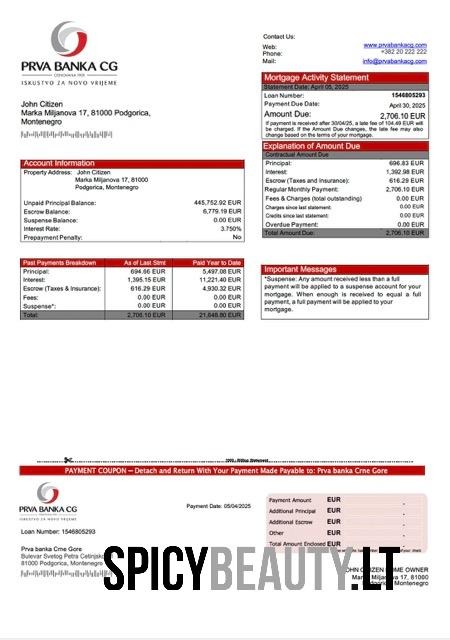 PRVA BANKA CG
OSNOVANA 1901
ISKUSTVO ZA NOVO VRIJEME
Contact Us:
Web: www.prvabankacg.com
Phone: +382 20 222 222
Mail: info@prvabankacg.com
John Citizen
Marka Miljanova 17, 81000 Podgorica,
Montenegro
Mortgage Activity Statement
Statement Date: April 05, 2025
Loan Number: 1546805293
Payment Due Date: April 30, 2025
Amount Due: 2,706.10 EUR
If payment is received after 30/04/25, a late fee of 104.49 EUR will
be charged. If the Amount Due changes, the late fee may also
change based on the terms of your mortgage.
Explanation of Amount Due
Contractual Amount Due
Principal: 696.83 EUR
Interest: 1,392.98 EUR
Escrow (Taxes and Insurance): 616.29 EUR
Regular Monthly Payment: 2,706.10 EUR
Fees & Charges (total outstanding) 0.00 EUR
Charges since last statement: 0.00 EUR
Credits since last statement: 0.00 EUR
Overdue Payment: 0.00 EUR
Total Amount Due: 2,706.10 EUR
Account Information
Property Address: John Citizen
Marka Miljanova 17, 81000
Podgorica, Montenegro
Unpaid Principal Balance: 445,752.92 EUR
Escrow Balance: 6,779.19 EUR
Suspense Balance: 0.00 EUR
Interest Rate: 3.750%
Prepayment Penalty: No
Past Payments Breakdown As of Last Stmt Paid Year to Date
Principal: 694.66 EUR 5,497.08 EUR
Interest: 1,395.15 EUR 11,221.40 EUR
Escrow (Taxes & Insurance): 616.29 EUR 4,930.32 EUR
Fees: 0.00 EUR 0.00 EUR
Suspense*: 0.00 EUR 0.00 EUR
Total: 2,706.10 EUR 21,648.80 EUR
Important Messages
*Suspense: Any amount received less than a full
payment will be applied to a suspense account for your
mortgage. When enough is received to equal a full
payment, a full payment will be applied to your
mortgage.
PAYMENT COUPON – Detach and Return With Your Payment Made Payable to: Prva banka Crne Gore
PRVA BANKA CG
ISKUSTVO ZA NOVO VRIJEME
Payment Date: 05/04/2025
Loan Number: 1546805293
Payment Amount EUR
Additional Principal EUR
Additional Escrow EUR
Other EUR
Total Amount Enclosed EUR
Prva banka Crne Gore
Bulevar Svetog Petra Cetinjskog
81000 Podgorica, Montenegro
JOHN CITIZEN HOME OWNER
Marka Miljanova 17, 81000
Podgorica, Montenegro
SPICYBEAUTY.LT